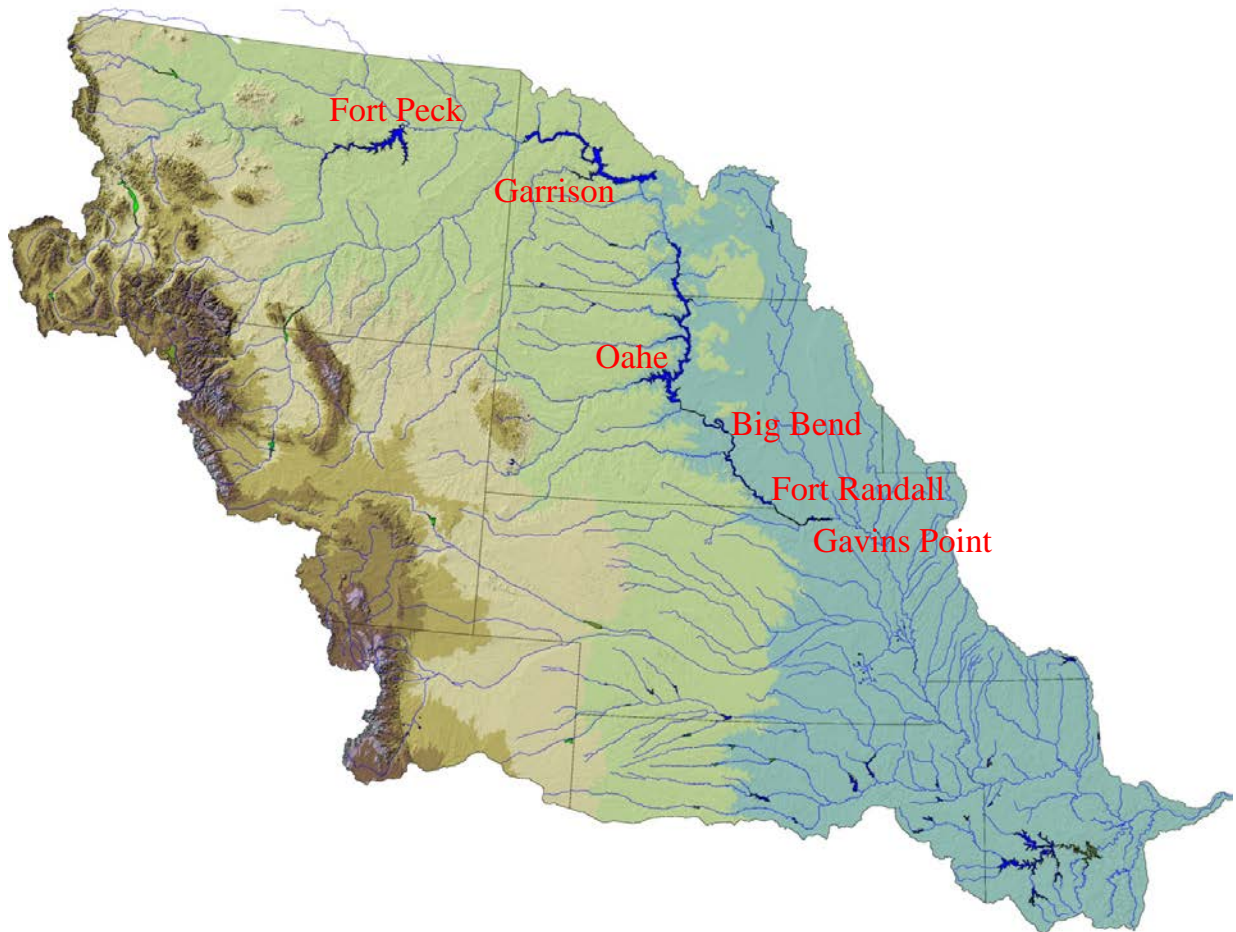 Fort Peck
Garrison
Oahe
Big Bend
Fort Randall
Gavins Point